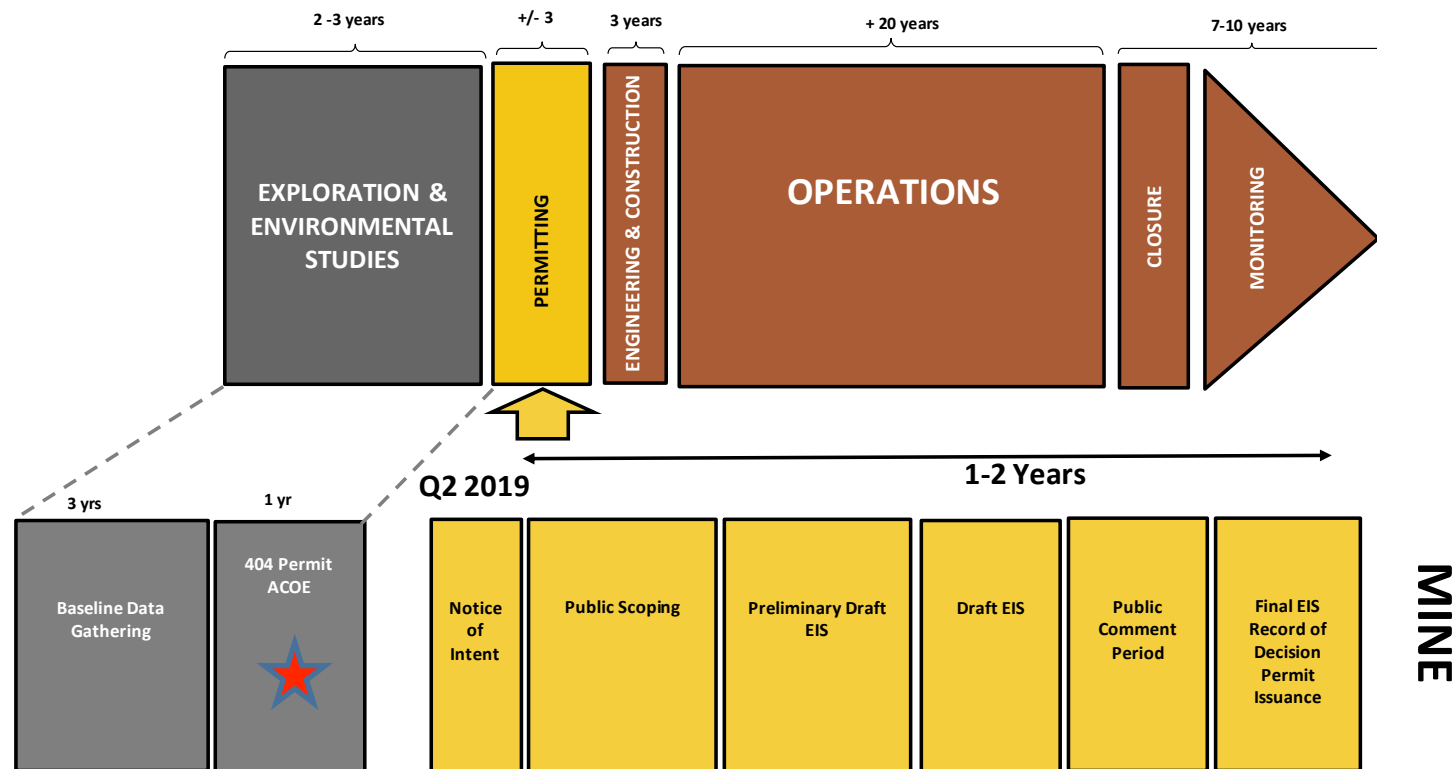 2 -3 years
+/- 3
3 years
+ 20 years
7-10 years
EXPLORATION &
ENVIRONMENTAL
STUDIES
PERMITTING
ENGINEERING & CONSTRUCTION
OPERATIONS
CLOSURE
MONITORING
Q2 2019
1-2 Years
3 yrs
1 yr
Baseline Data
Gathering
404 Permit
ACOE
Notice
of
Intent
Public Scoping
Preliminary Draft
EIS
Draft EIS
Public
Comment
Period
Final EIS
Record of
Decision
Permit
Issuance
MINE